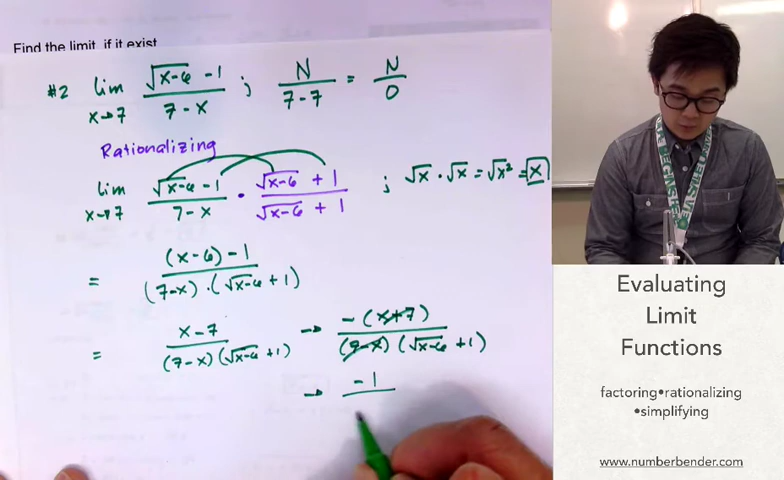 Find the limit, if it exist
#2 lim x→7 (√(x-6) - 1)/(7 - x) ; N/(7-7) = N/0
Rationalizing
lim x→7 (√(x-6) - 1)/(7 - x) • (√(x-6) + 1)/(√(x-6) + 1) ; √x • √x = √x² = x
= ((x-6) - 1)/((7-x)·(√(x-6) + 1))
= (x-7)/((7-x)(√(x-6) + 1)) → -(x+7)/((7-x)(√(x-6) + 1))
→ -1
Evaluating
Limit
Functions
factoring•rationalizing
•simplifying
www.numberbender.com